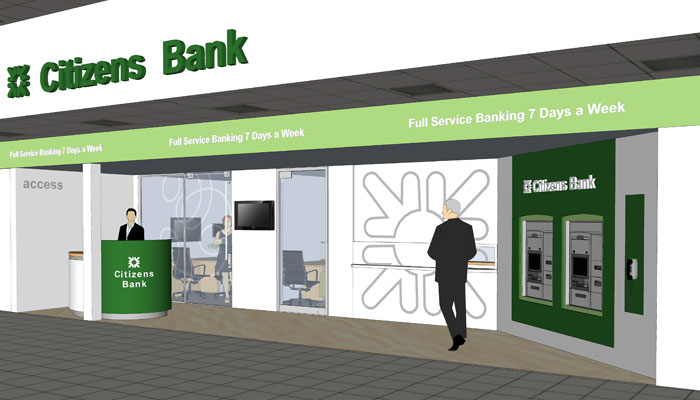 Citizens Bank
Full Service Banking 7 Days a Week
Full Service Banking 7 Days a Week
Full Service Banking 7 Days a Week
access
Citizens Bank
Citizens
Bank